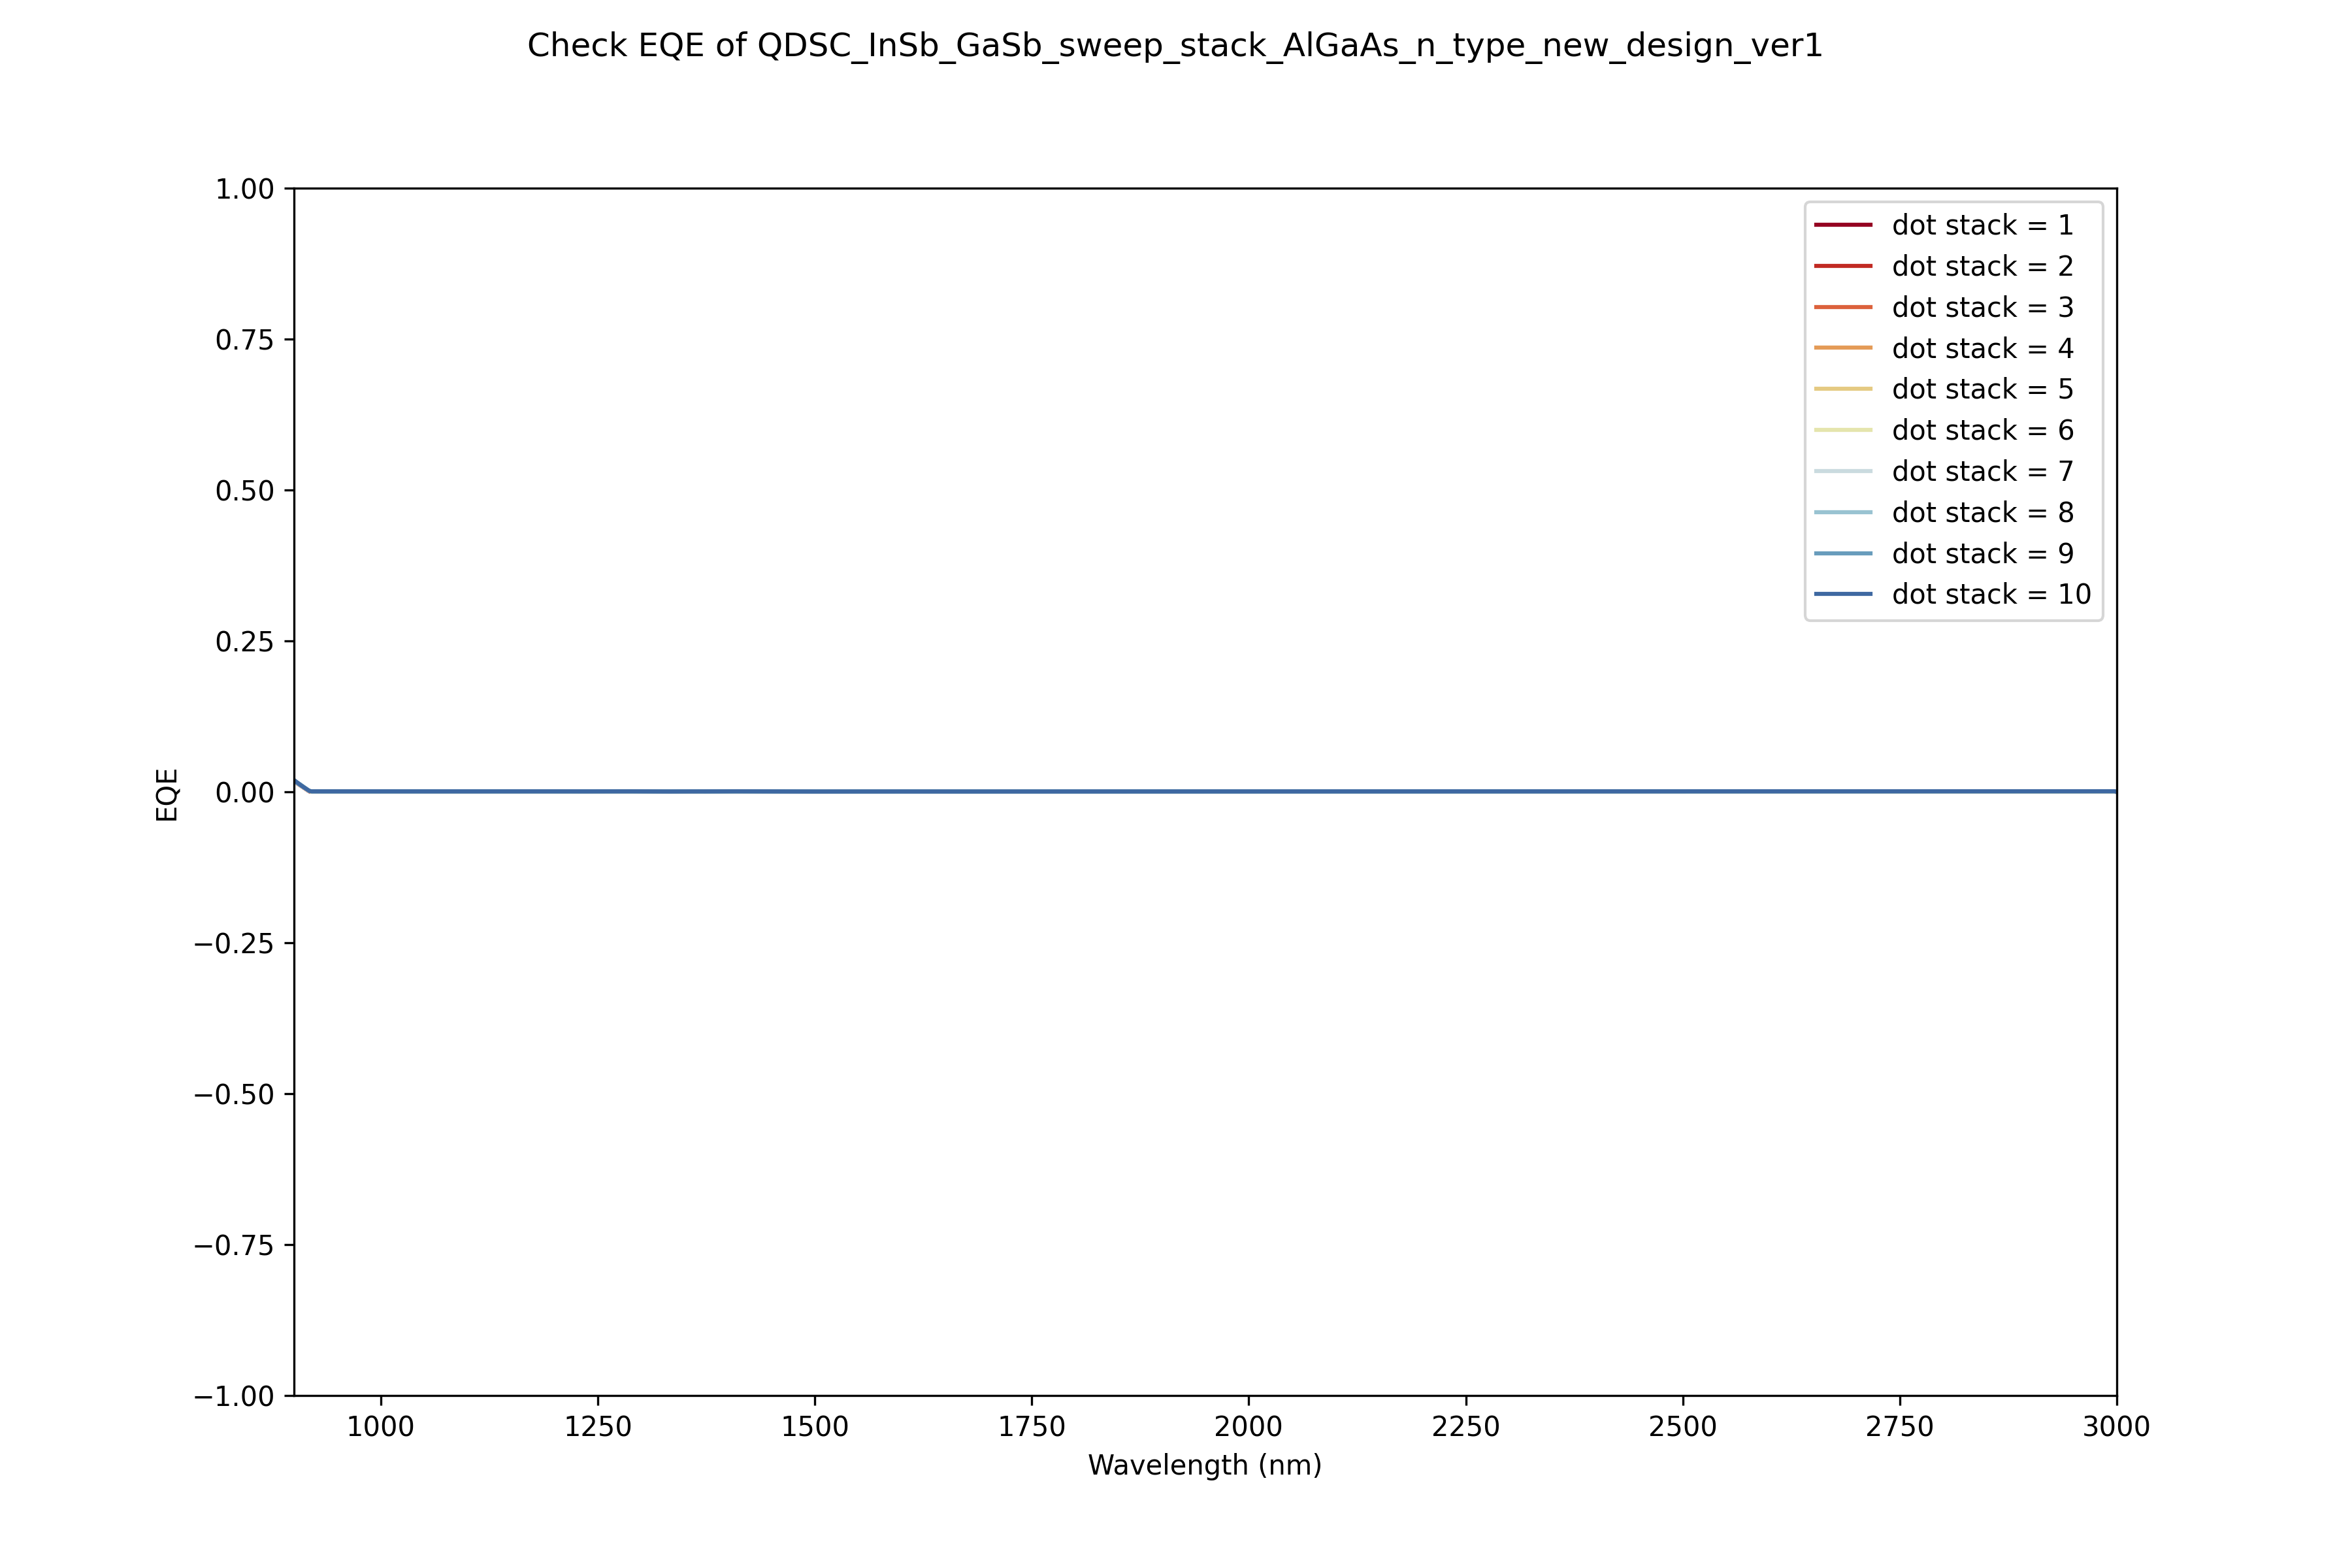 Check EQE of QDSC_InSb_GaSb_sweep_stack_AlGaAs_n_type_new_design_ver1
1.00
0.75
0.50
0.25
0.00
−0.25
−0.50
−0.75
−1.00
EQE
dot stack = 1
dot stack = 2
dot stack = 3
dot stack = 4
dot stack = 5
dot stack = 6
dot stack = 7
dot stack = 8
dot stack = 9
dot stack = 10
1000 1250 1500 1750 2000 2250 2500 2750 3000
Wavelength (nm)